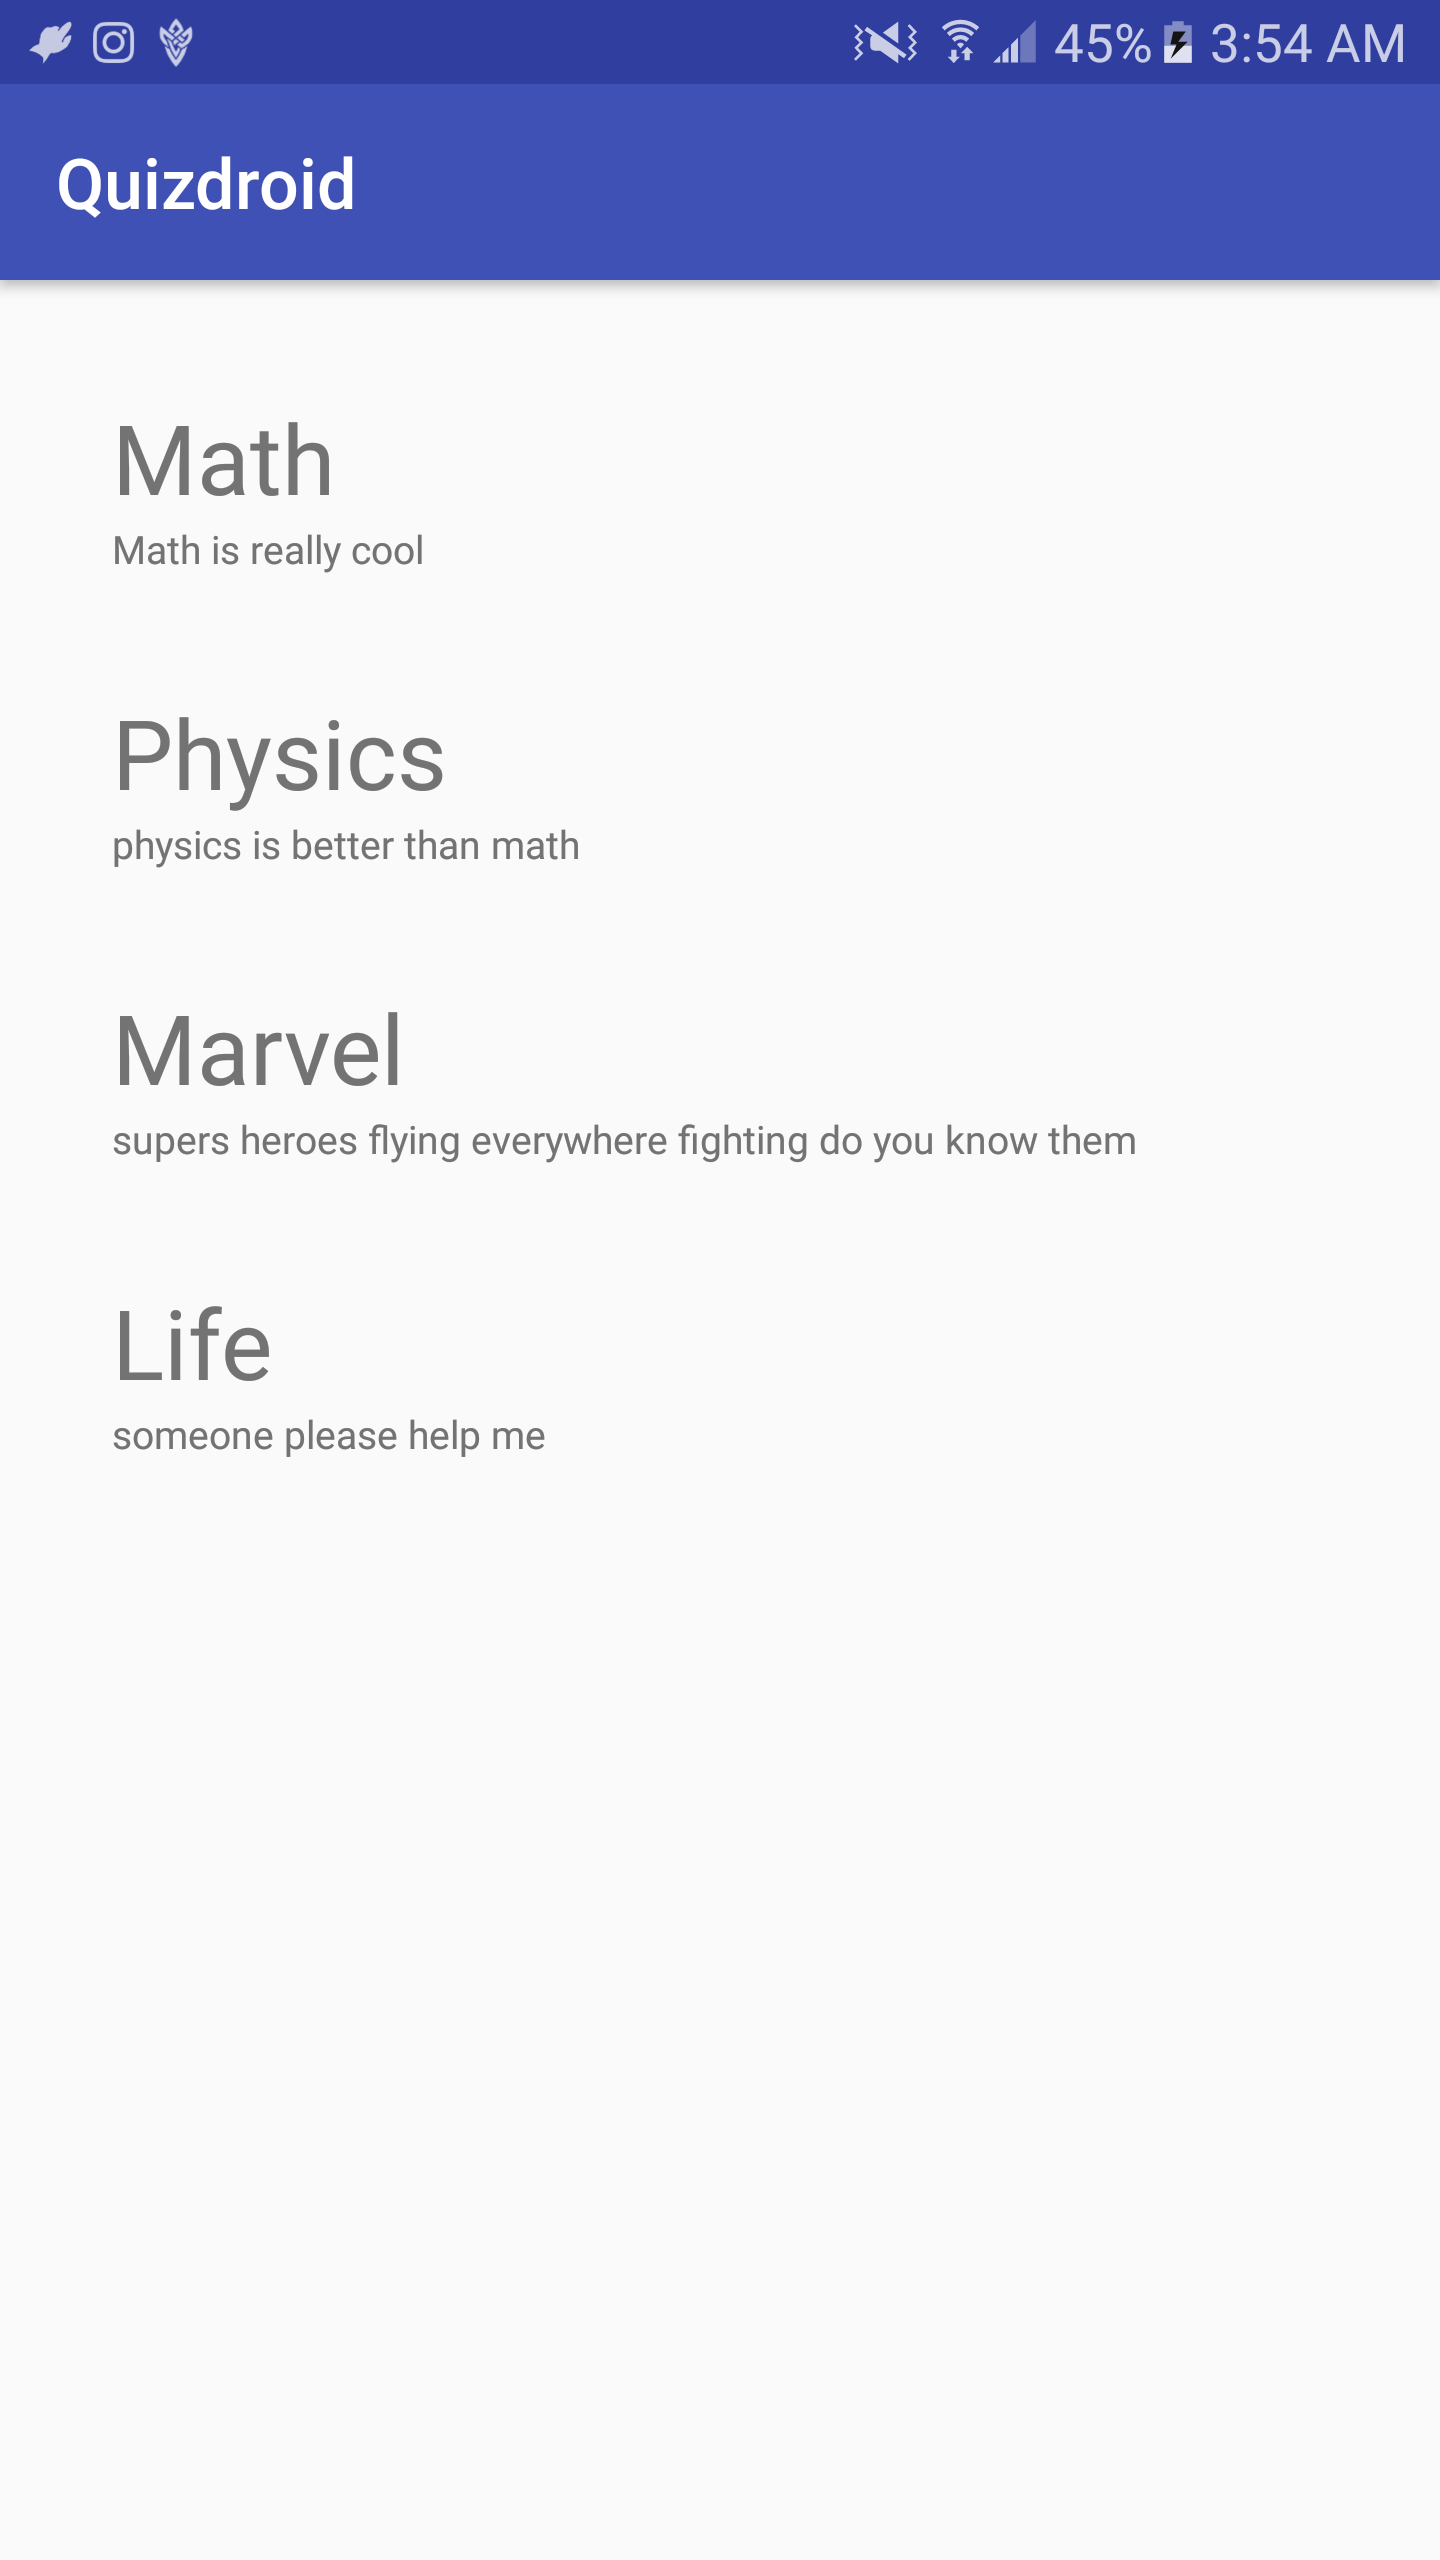 45% 3:54 AM
Quizdroid
Math
Math is really cool
Physics
physics is better than math
Marvel
supers heroes flying everywhere fighting do you know them
Life
someone please help me